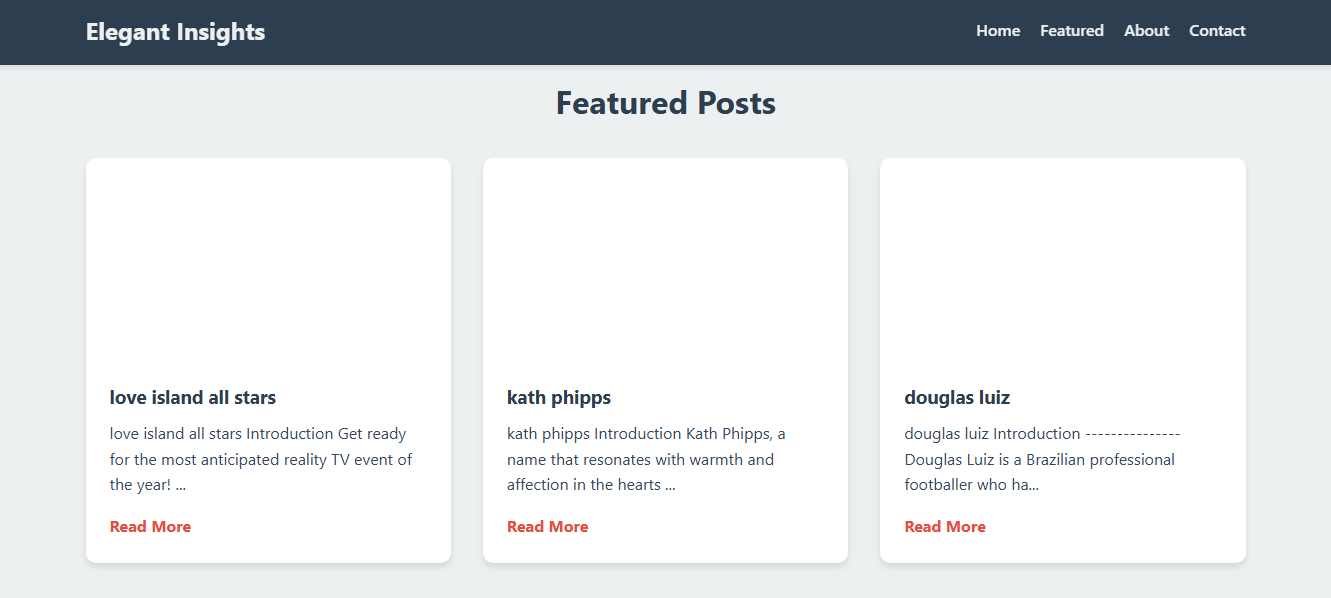 Elegant Insights
Home Featured About Contact
Featured Posts
love island all stars
love island all stars Introduction Get ready
for the most anticipated reality TV event of
the year! ...
Read More
kath phipps
kath phipps Introduction Kath Phipps, a
name that resonates with warmth and
affection in the hearts ...
Read More
douglas luiz
douglas luiz Introduction ---------------
Douglas Luiz is a Brazilian professional
footballer who ha...
Read More